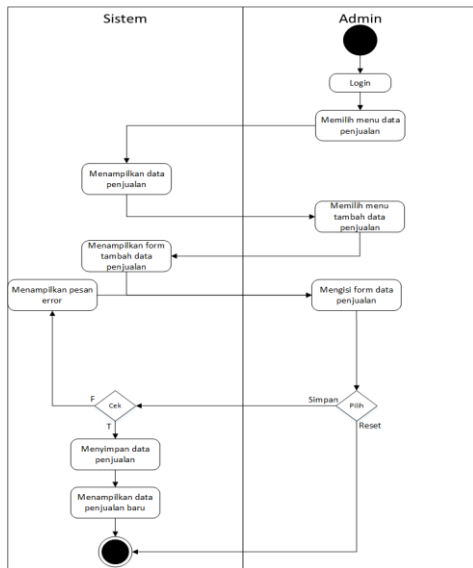 Sistem
Admin
Login
Memilih menu data
penjualan
Menampilkan data
penjualan
Memilih menu
tambah data
penjualan
Menampilkan form
tambah data
penjualan
Menampilkan pesan
error
Mengisi form data
penjualan
F
Cek
T
Simpan
Pilih
Reset
Menyimpan data
penjualan
Menampilkan data
penjualan baru